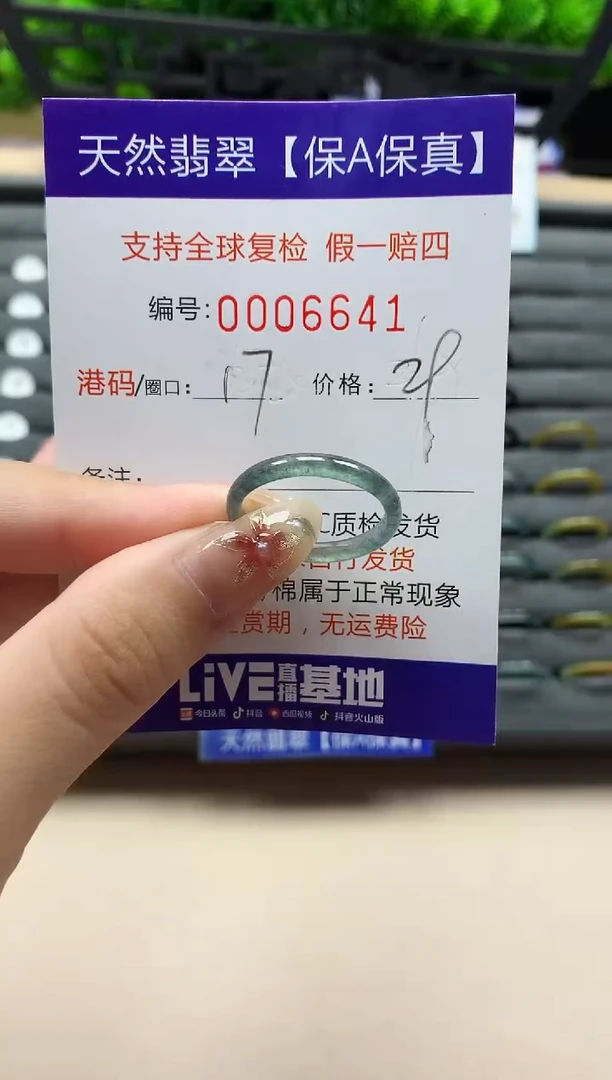 天然翡翠【保A保真】
支持全球复检 假一赔四
编号:0006641
港码/圈口: 17 价格:
备注:
质检发货
发货
棉属于正常现象
赏期，无运费险
LiVE直播基地
今日头条 抖音 西瓜视频 抖音火山版
天然翡翠【保A保真】